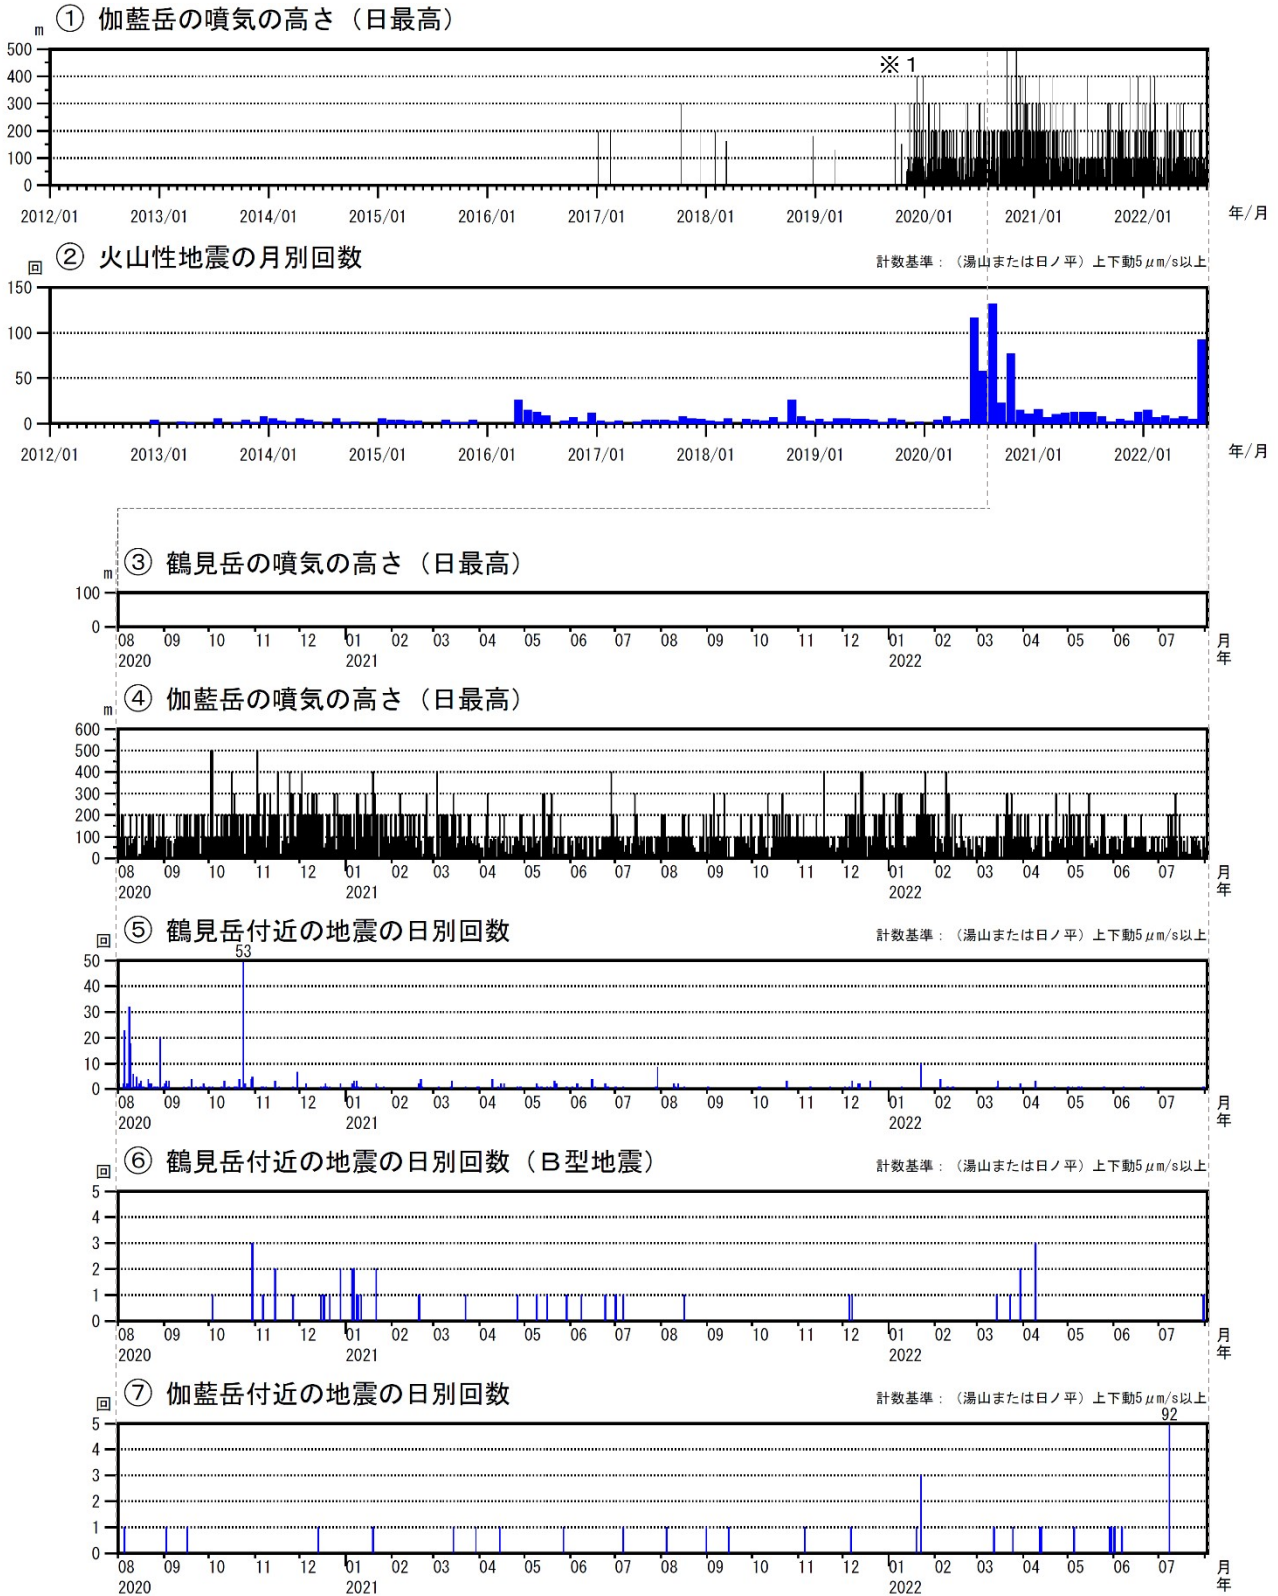 ① 伽藍岳の噴気の高さ（日最高）
m
500
400
300
200
100
0
※１
2012/01 2013/01 2014/01 2015/01 2016/01 2017/01 2018/01 2019/01 2020/01 2021/01 2022/01 年/月
② 火山性地震の月別回数
回
計数基準：（湯山または日ノ平）上下動5μm/s以上
150
100
50
0
2012/01 2013/01 2014/01 2015/01 2016/01 2017/01 2018/01 2019/01 2020/01 2021/01 2022/01 年/月
③ 鶴見岳の噴気の高さ（日最高）
m
100
0
08 09 10 11 12 01 02 03 04 05 06 07 08 09 10 11 12 01 02 03 04 05 06 07 月
2020 2021 2022 年
④ 伽藍岳の噴気の高さ（日最高）
m
600
500
400
300
200
100
0
08 09 10 11 12 01 02 03 04 05 06 07 08 09 10 11 12 01 02 03 04 05 06 07 月
2020 2021 2022 年
⑤ 鶴見岳付近の地震の日別回数
回
計数基準：（湯山または日ノ平）上下動5μm/s以上
53
50
40
30
20
10
0
08 09 10 11 12 01 02 03 04 05 06 07 08 09 10 11 12 01 02 03 04 05 06 07 月
2020 2021 2022 年
⑥ 鶴見岳付近の地震の日別回数（Ｂ型地震）
回
計数基準：（湯山または日ノ平）上下動5μm/s以上
5
4
3
2
1
0
08 09 10 11 12 01 02 03 04 05 06 07 08 09 10 11 12 01 02 03 04 05 06 07 月
2020 2021 2022 年
⑦ 伽藍岳付近の地震の日別回数
回
計数基準：（湯山または日ノ平）上下動5μm/s以上
92
5
4
3
2
1
0
08 09 10 11 12 01 02 03 04 05 06 07 08 09 10 11 12 01 02 03 04 05 06 07 月
2020 2021 2022 年